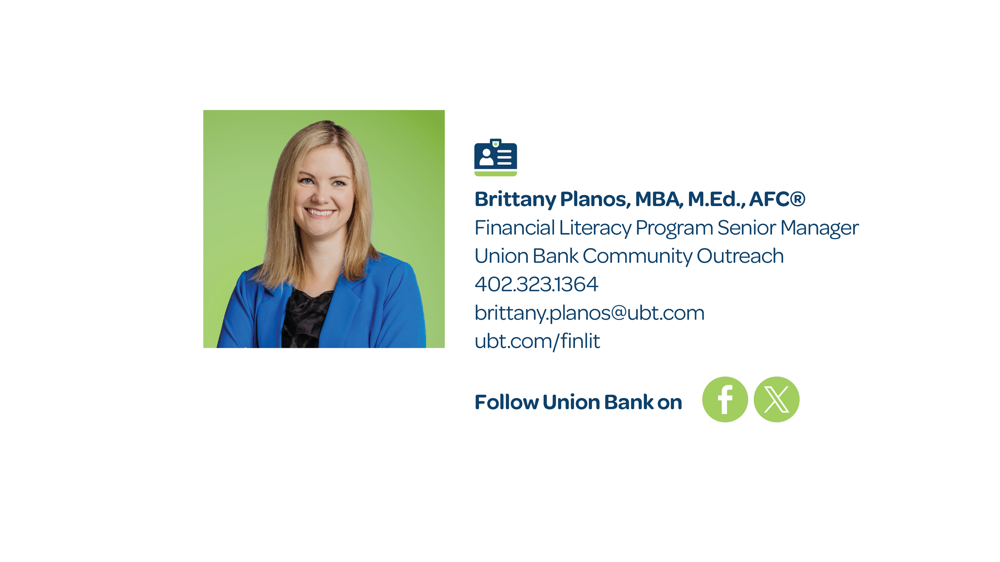 Brittany Planos, MBA, M.Ed., AFC®
Financial Literacy Program Senior Manager
Union Bank Community Outreach
402.323.1364
brittany.planos@ubt.com
ubt.com/finlit
Follow Union Bank on